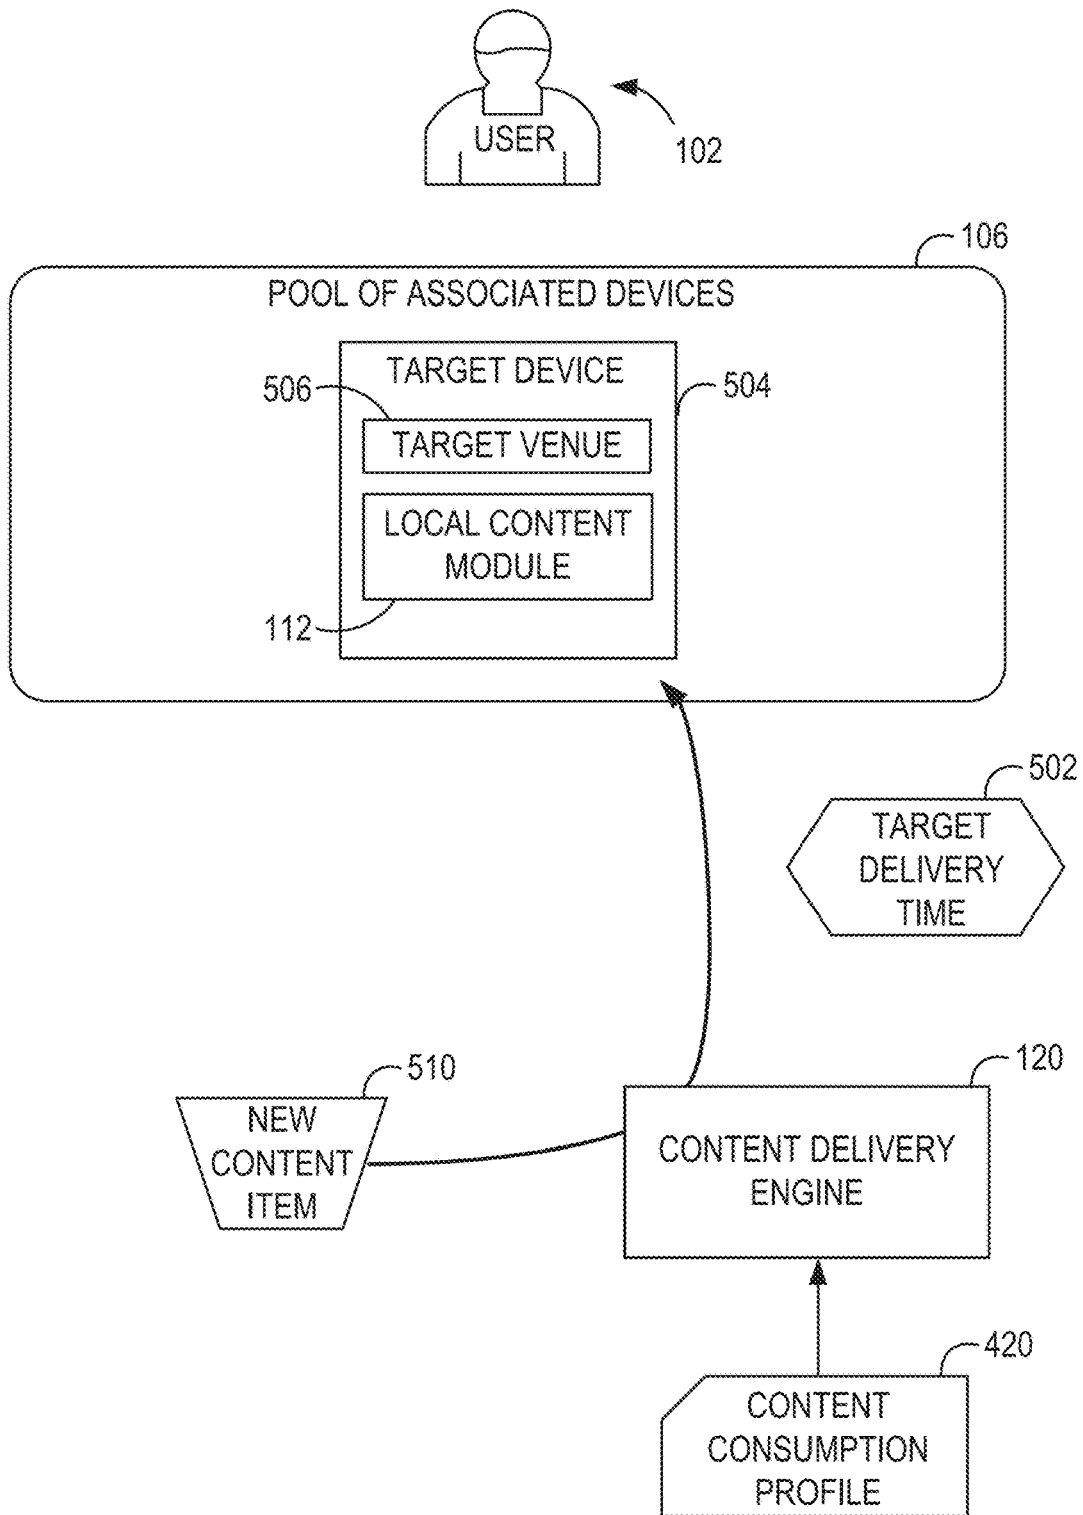 USER
102
106
POOL OF ASSOCIATED DEVICES
TARGET DEVICE
506
504
TARGET VENUE
LOCAL CONTENT
MODULE
112
502
TARGET
DELIVERY
TIME
510
120
NEW
CONTENT
ITEM
CONTENT DELIVERY
ENGINE
420
CONTENT
CONSUMPTION
PROFILE